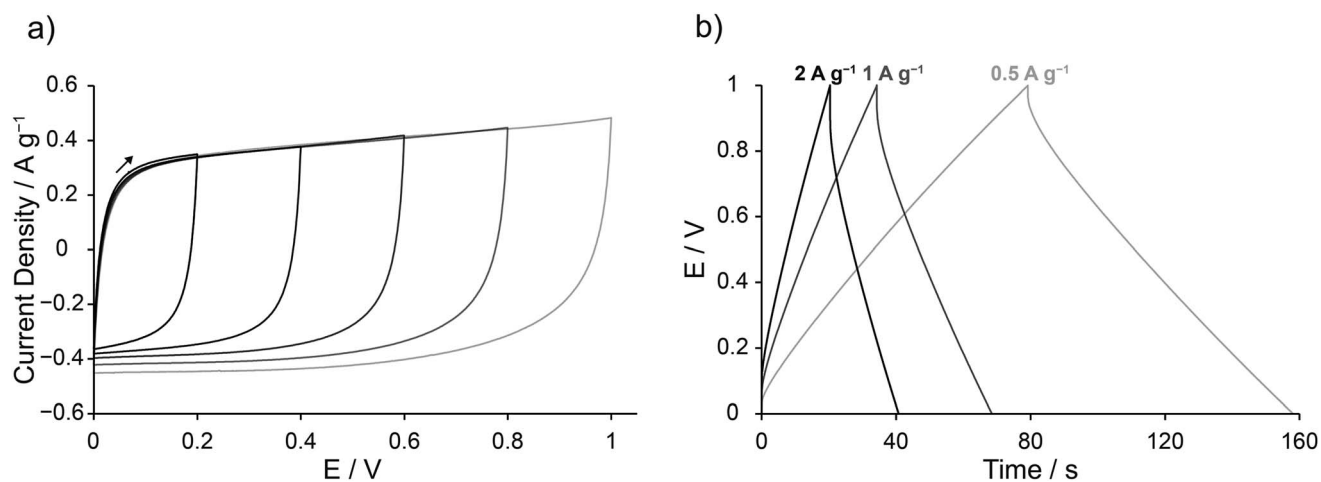 a)
Current Density / A g⁻¹
0.6
0.4
0.2
0
−0.2
−0.4
−0.6
0 0.2 0.4 0.6 0.8 1
E / V
b)
2 A g⁻¹ 1 A g⁻¹ 0.5 A g⁻¹
E / V
1
0.8
0.6
0.4
0.2
0
0 40 80 120 160
Time / s